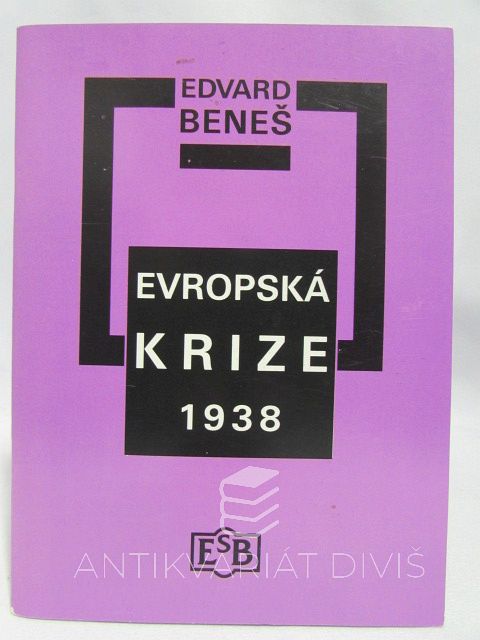 EDVARD
BENEŠ
EVROPSKÁ
KRIZE
1938
ESB
ANTIKVARIÁT DIVIŠ